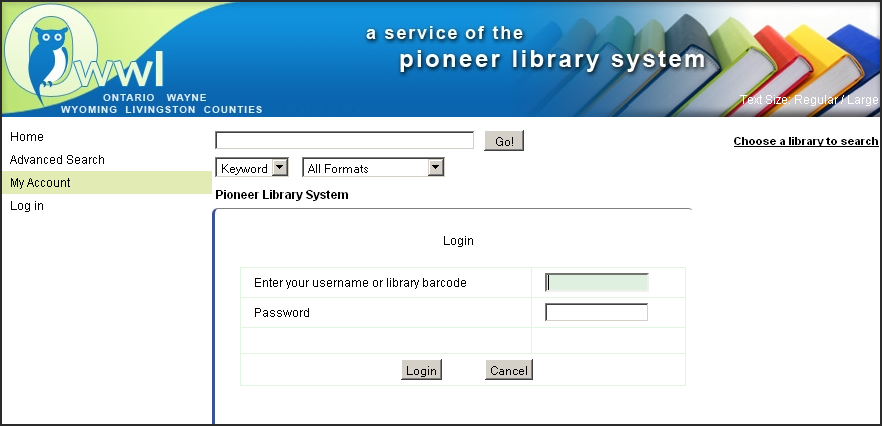 a service of the
pioneer library system
Owwl
ONTARIO WAYNE
WYOMING LIVINGSTON COUNTIES
Text Size: Regular / Large
Home
Advanced Search
My Account
Log in
Go!
Choose a library to search
Keyword
All Formats
Pioneer Library System
Login
Enter your username or library barcode
Password
Login
Cancel